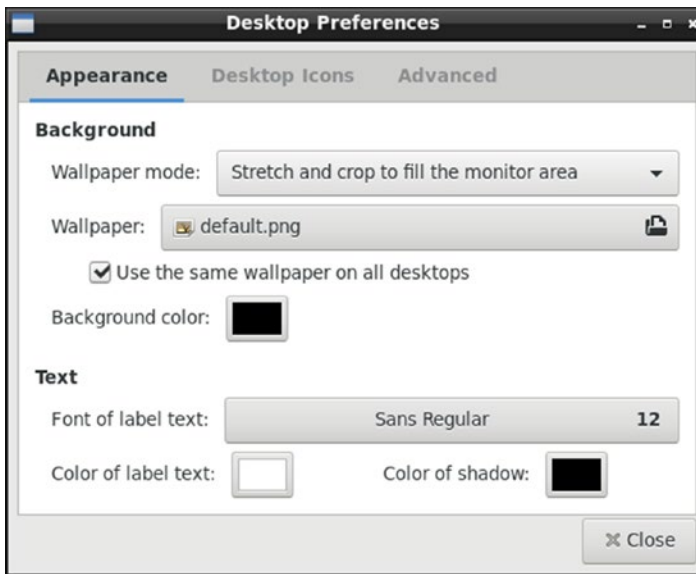 Desktop Preferences
Appearance Desktop Icons Advanced
Background
Wallpaper mode: Stretch and crop to fill the monitor area
Wallpaper: default.png
Use the same wallpaper on all desktops
Background color:
Text
Font of label text: Sans Regular 12
Color of label text: Color of shadow:
Close